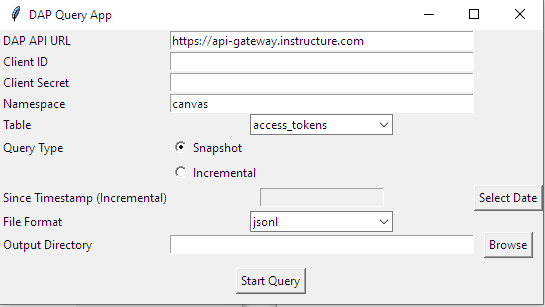 DAP Query App
DAP API URL https://api-gateway.instructure.com
Client ID
Client Secret
Namespace canvas
Table access_tokens
Query Type Snapshot
Incremental
Since Timestamp (Incremental) Select Date
File Format jsonl
Output Directory Browse
Start Query